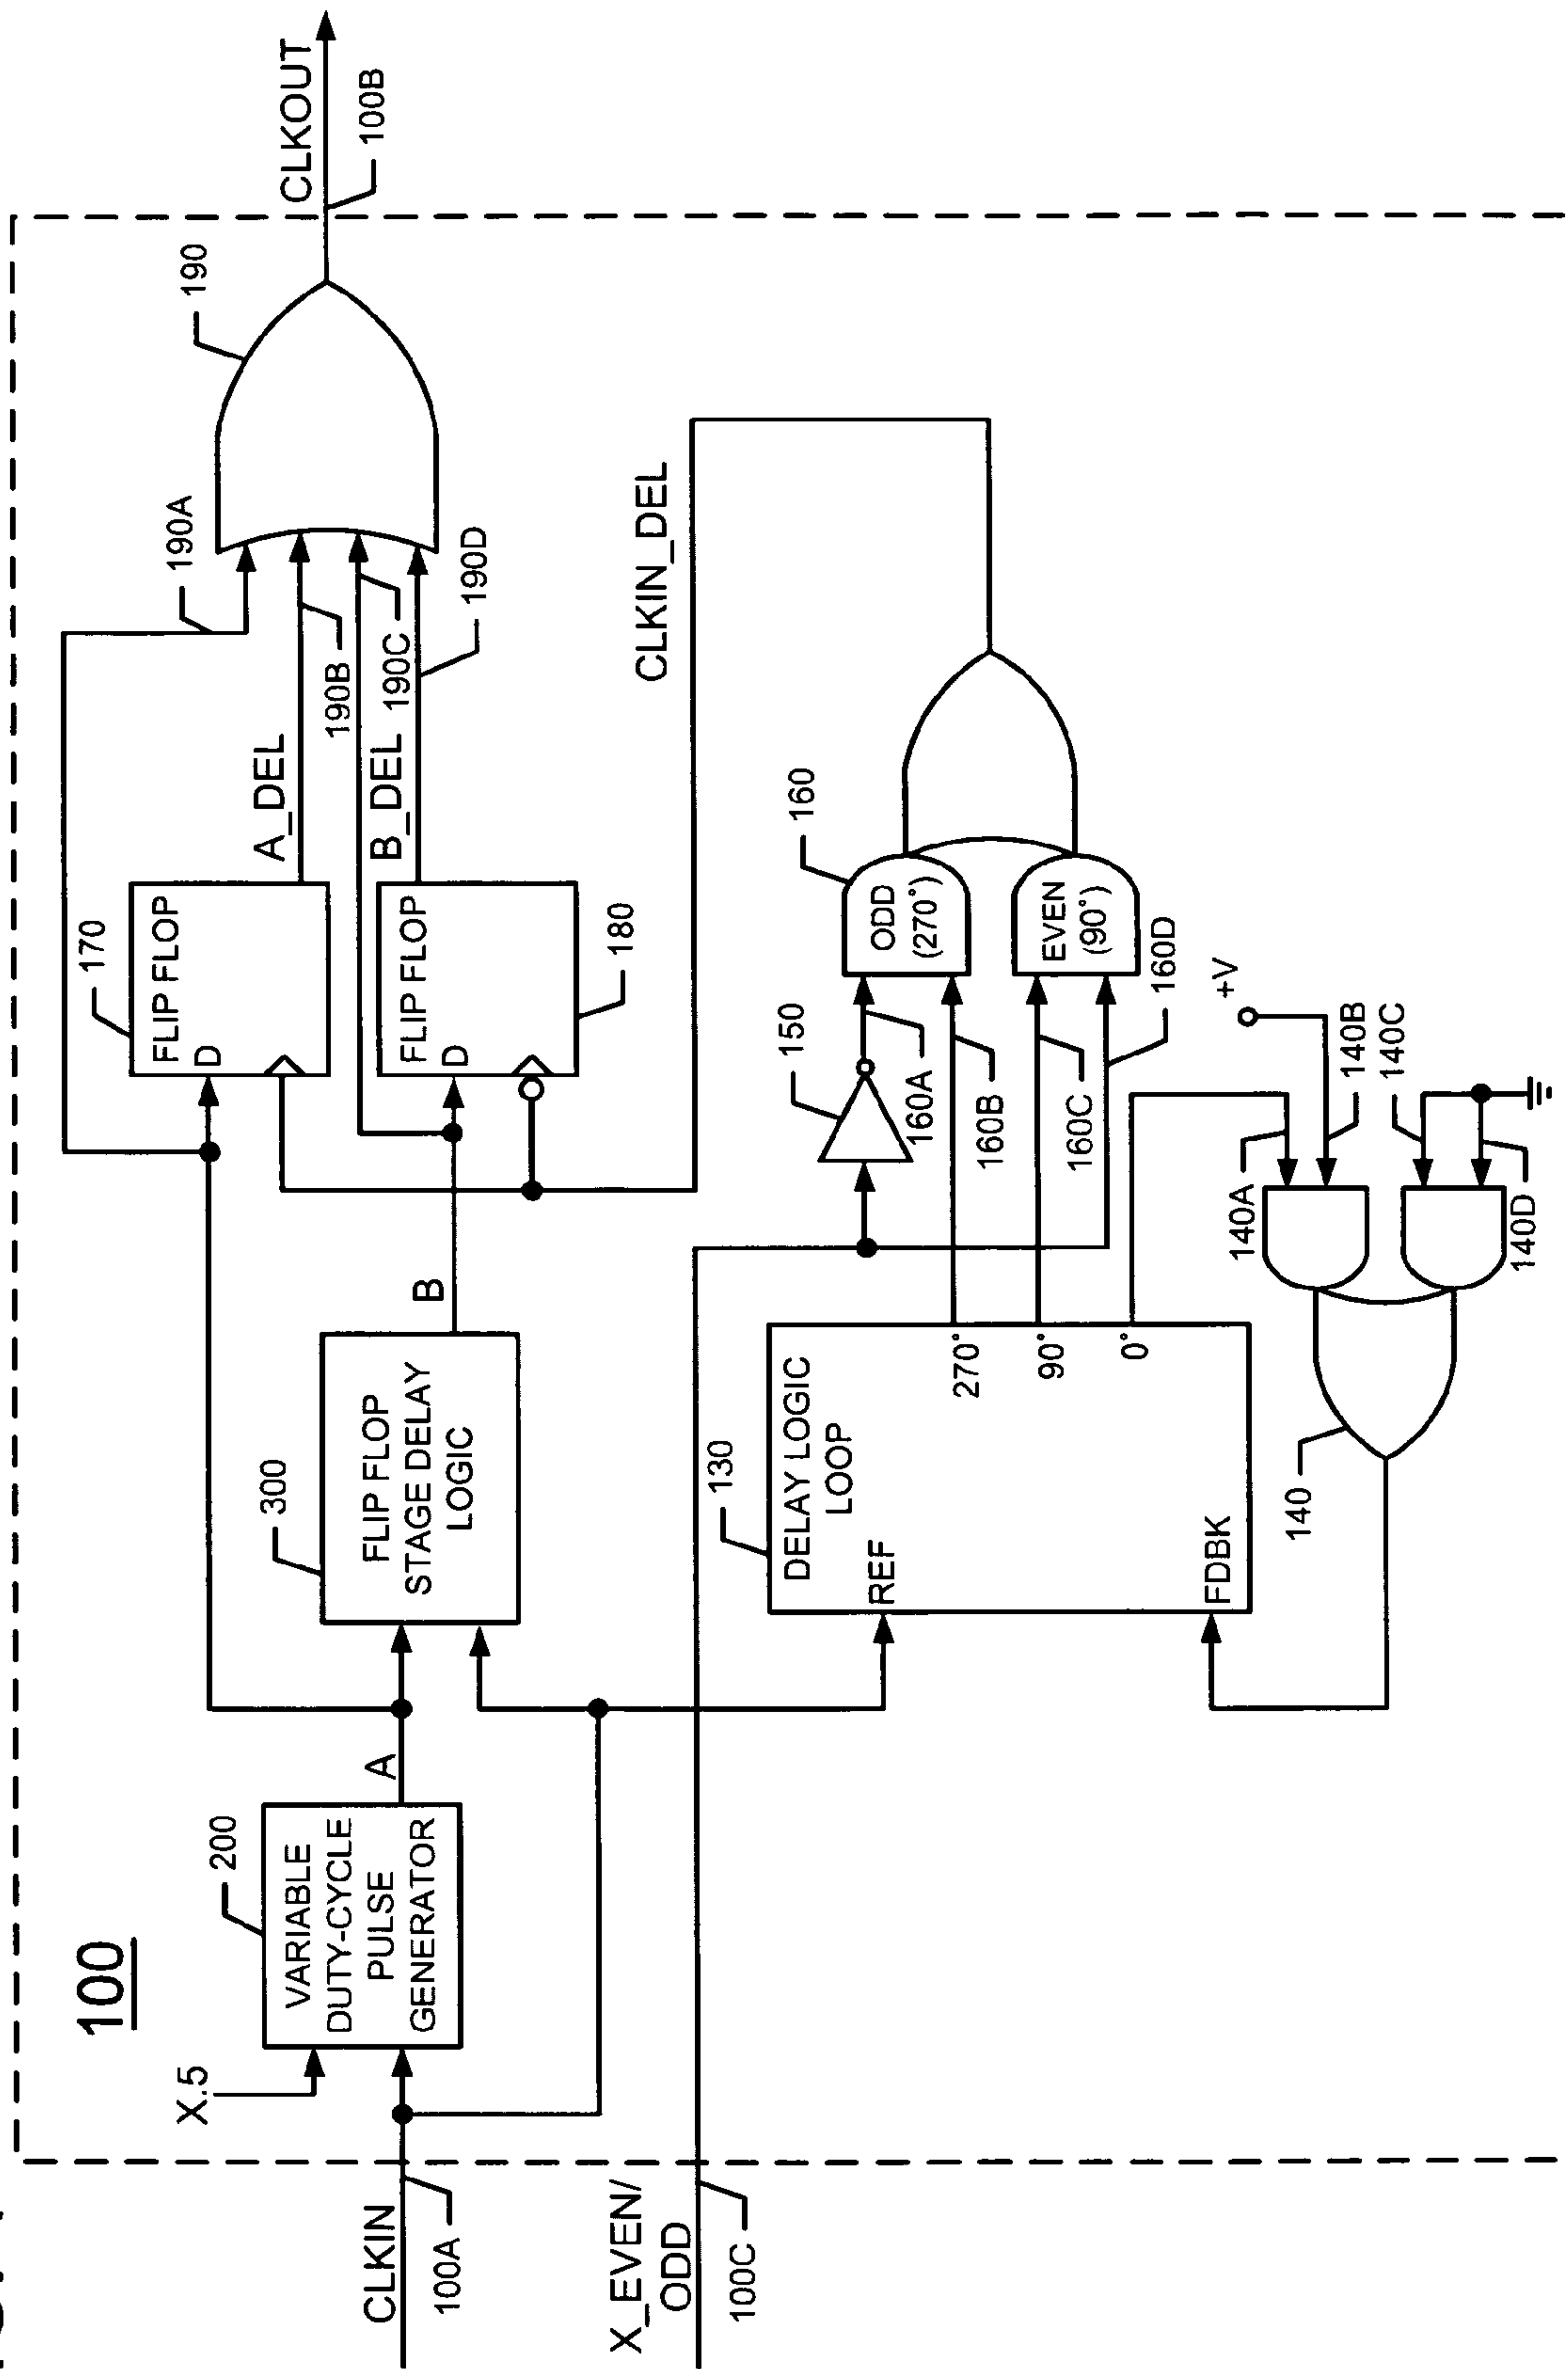 100
CLKIN
100A
X_EVEN/
ODD
100C
X.5
200
VARIABLE
DUTY-CYCLE
PULSE
GENERATOR
A
300
FLIP FLOP
STAGE DELAY
LOGIC
B
170
FLIP FLOP
D
A_DEL
180
FLIP FLOP
D
B_DEL
190A
190B
190C
190D
190
CLKOUT
100B
CLKIN_DEL
130
DELAY LOGIC
LOOP
REF
FDBK
270°
90°
0°
150
160A
160B
160C
160D
160
ODD
(270°)
EVEN
(90°)
+V
140A
140B
140C
140D
140